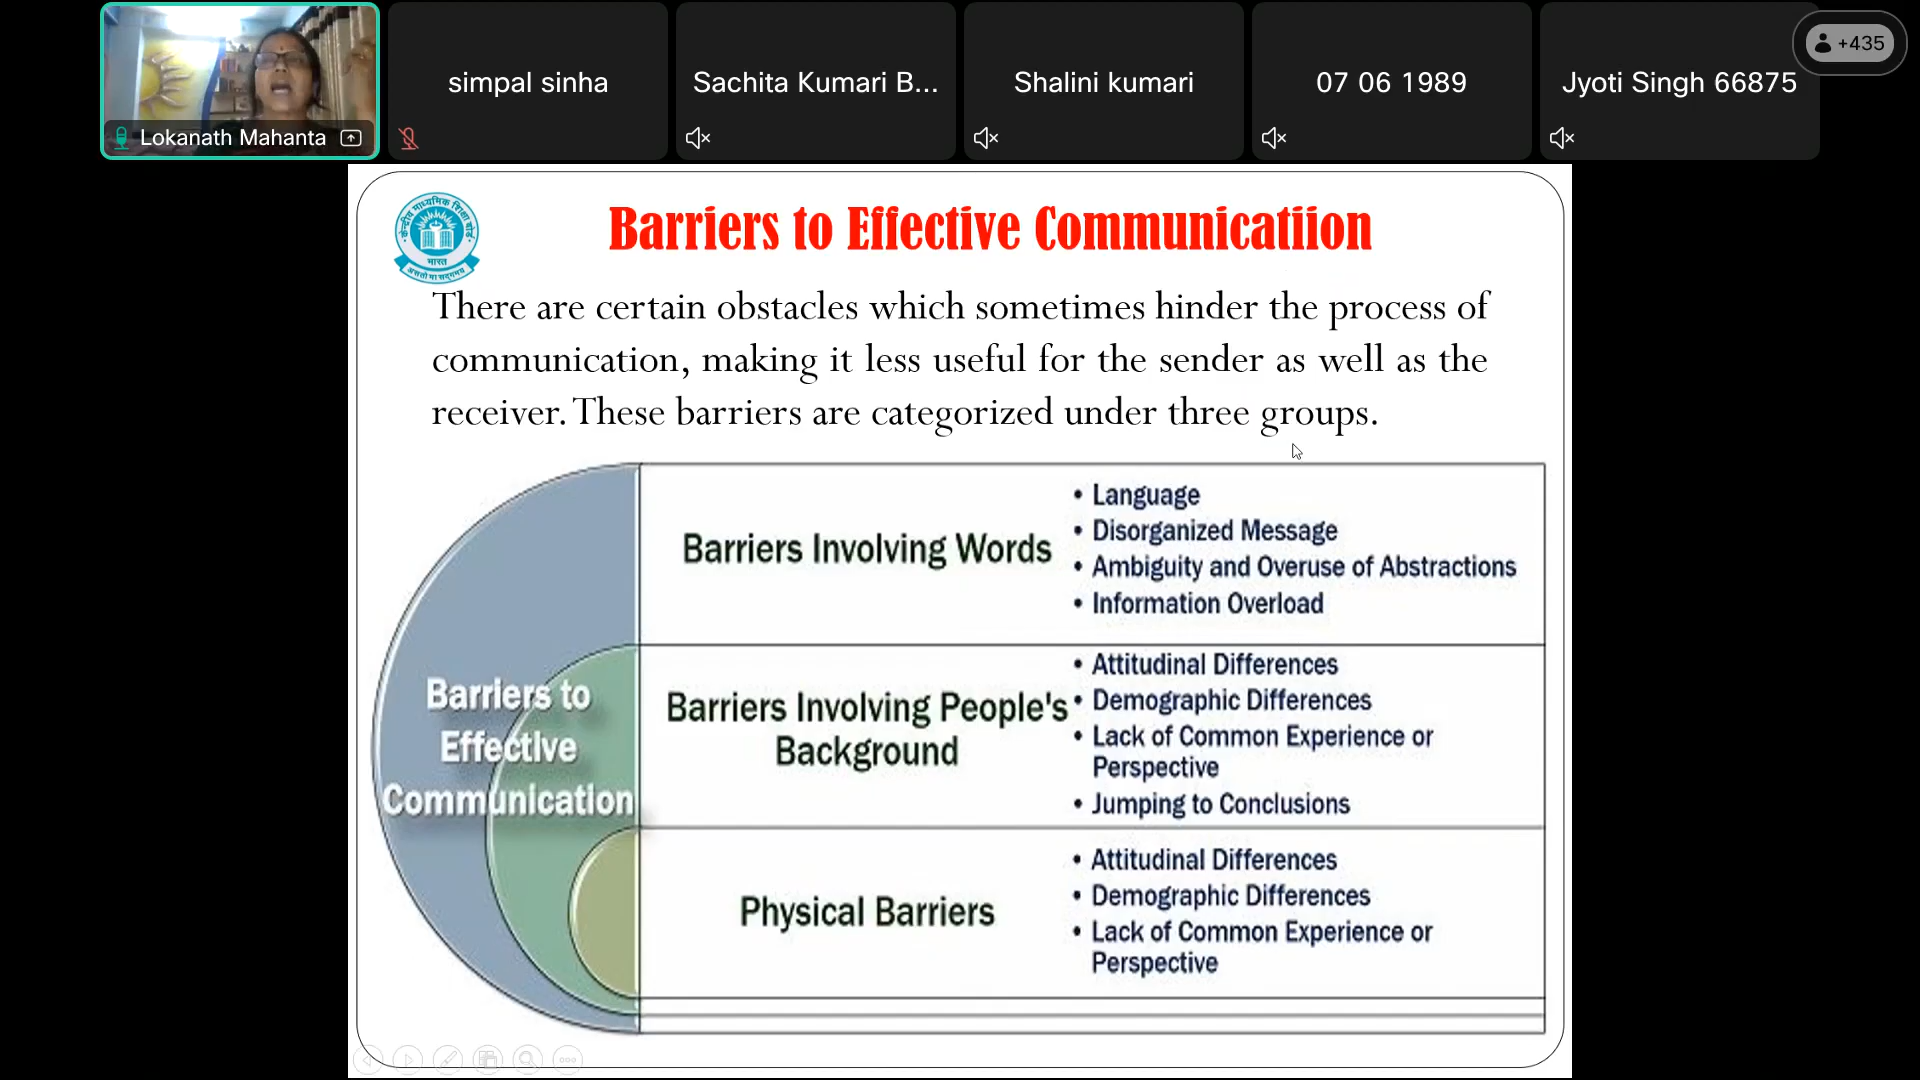 simpal sinha
Sachita Kumari B...
Shalini kumari
07 06 1989
Jyoti Singh 66875
+435
Lokanath Mahanta
केन्द्रीय माध्यमिक शिक्षा बोर्ड
भारत
असतो मा सद्गमय
Barriers to Effective Communicatiion
There are certain obstacles which sometimes hinder the process of
communication, making it less useful for the sender as well as the
receiver. These barriers are categorized under three groups.
Barriers to
Effective
Communication
Barriers Involving Words
• Language
• Disorganized Message
• Ambiguity and Overuse of Abstractions
• Information Overload
Barriers Involving People's
Background
• Attitudinal Differences
• Demographic Differences
• Lack of Common Experience or
Perspective
• Jumping to Conclusions
Physical Barriers
• Attitudinal Differences
• Demographic Differences
• Lack of Common Experience or
Perspective